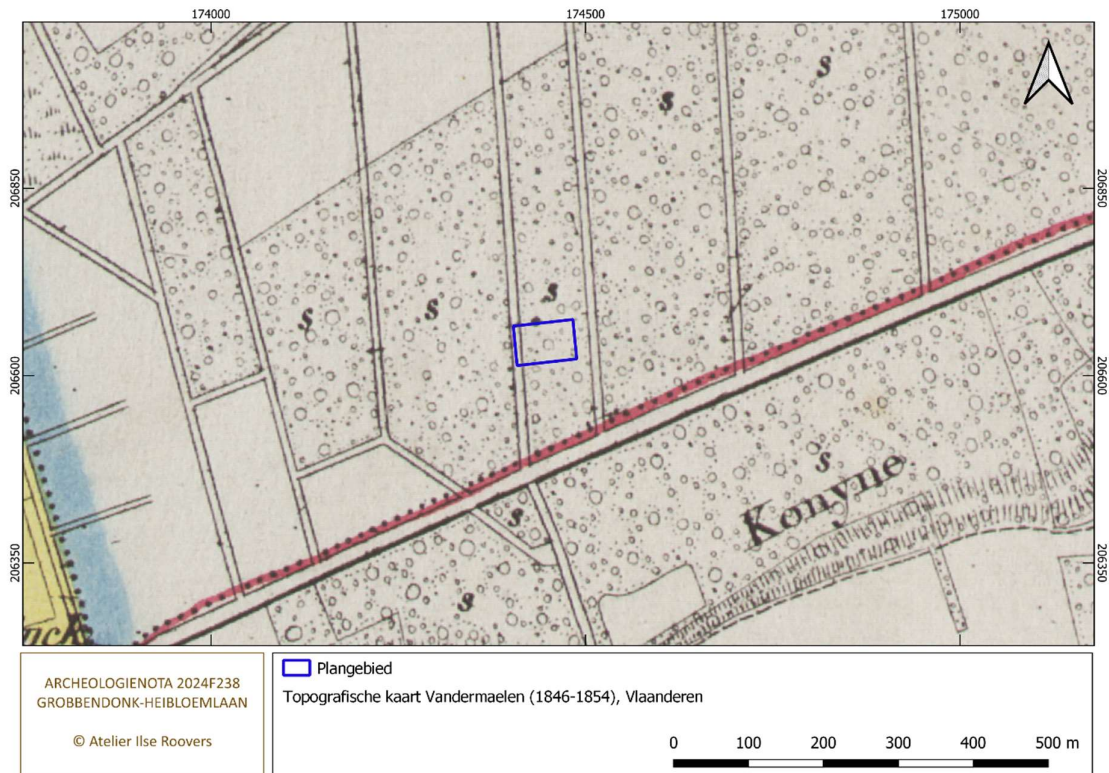 174000 174500 175000
206850 206850
s
s
s
s
s
206600 206600
s
Konyne
s
s
206350 206350
nck
ARCHEOLOGIENOTA 2024F238
GROBBENDONK-HEIBLOEMLAAN
© Atelier Ilse Roovers
Plangebied
Topografische kaart Vandermaelen (1846-1854), Vlaanderen
0 100 200 300 400 500 m